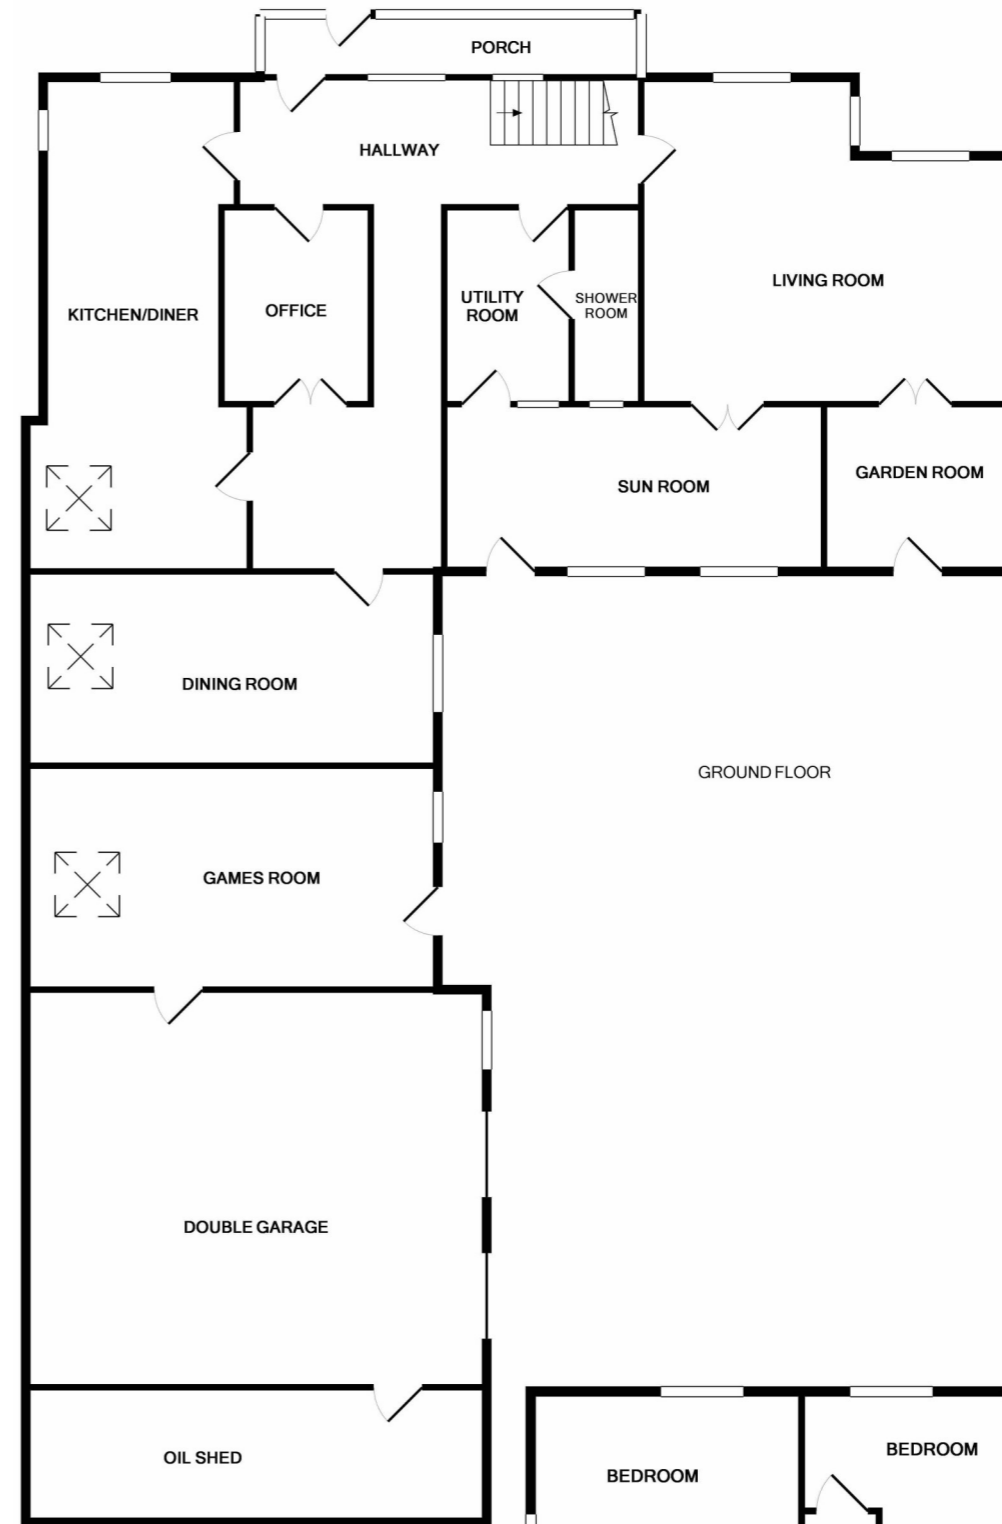 PORCH
HALLWAY
LIVING ROOM
KITCHEN/DINER
OFFICE
UTILITY
ROOM
SHOWER
ROOM
SUN ROOM
GARDEN ROOM
DINING ROOM
GROUND FLOOR
GAMES ROOM
DOUBLE GARAGE
OIL SHED
BEDROOM
BEDROOM